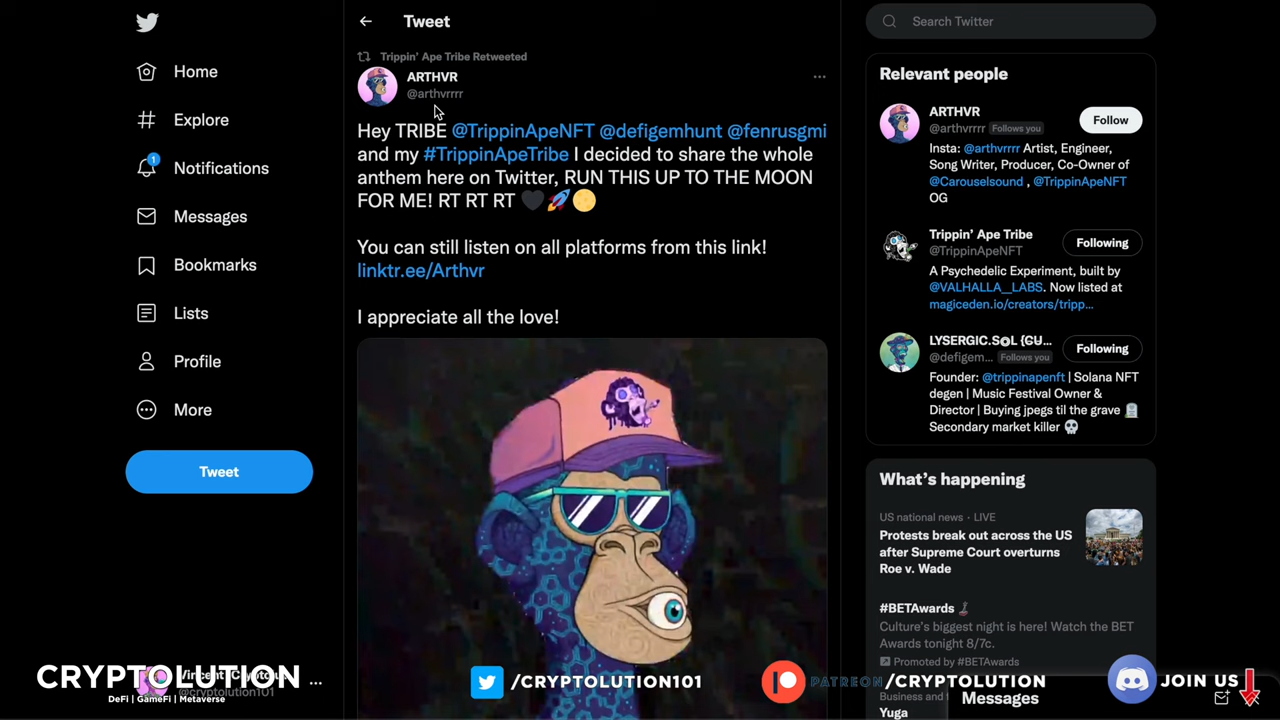 Home
Explore
1
Notifications
Messages
Bookmarks
Lists
Profile
More
Tweet
Tweet
Trippin' Ape Tribe Retweeted
ARTHVR
@arthvrrrr
Hey TRIBE @TrippinApeNFT @defigemhunt @fenrusgmi
and my #TrippinApeTribe I decided to share the whole
anthem here on Twitter, RUN THIS UP TO THE MOON
FOR ME! RT RT RT 🖤🚀🌕
You can still listen on all platforms from this link!
linktr.ee/Arthvr
I appreciate all the love!
Search Twitter
Relevant people
ARTHVR
@arthvrrrr Follows you
Follow
Insta: @arthvrrrr Artist, Engineer,
Song Writer, Producer, Co-Owner of
@Carouselsound , @TrippinApeNFT
OG
Trippin' Ape Tribe
@TrippinApeNFT
Following
A Psychedelic Experiment, built by
@VALHALLA__LABS. Now listed at
magiceden.io/creators/tripp...
@defigem... Follows you
Following
Founder: @trippinapenft | Solana NFT
degen | Music Festival Owner &
Director | Buying jpegs til the grave 🪦
Secondary market killer 💀
What's happening
US national news · LIVE
Protests break out across the US
after Supreme Court overturns
Roe v. Wade
#BETAwards
Culture's biggest night is here! Watch the BET
Awards tonight 8/7c.
Promoted by #BETAwards
Business and
Yuga
Messages
CRYPTOLUTION
DeFi | GameFi | Metaverse
@cryptolution101
/CRYPTOLUTION101
PATREON/CRYPTOLUTION
JOIN US